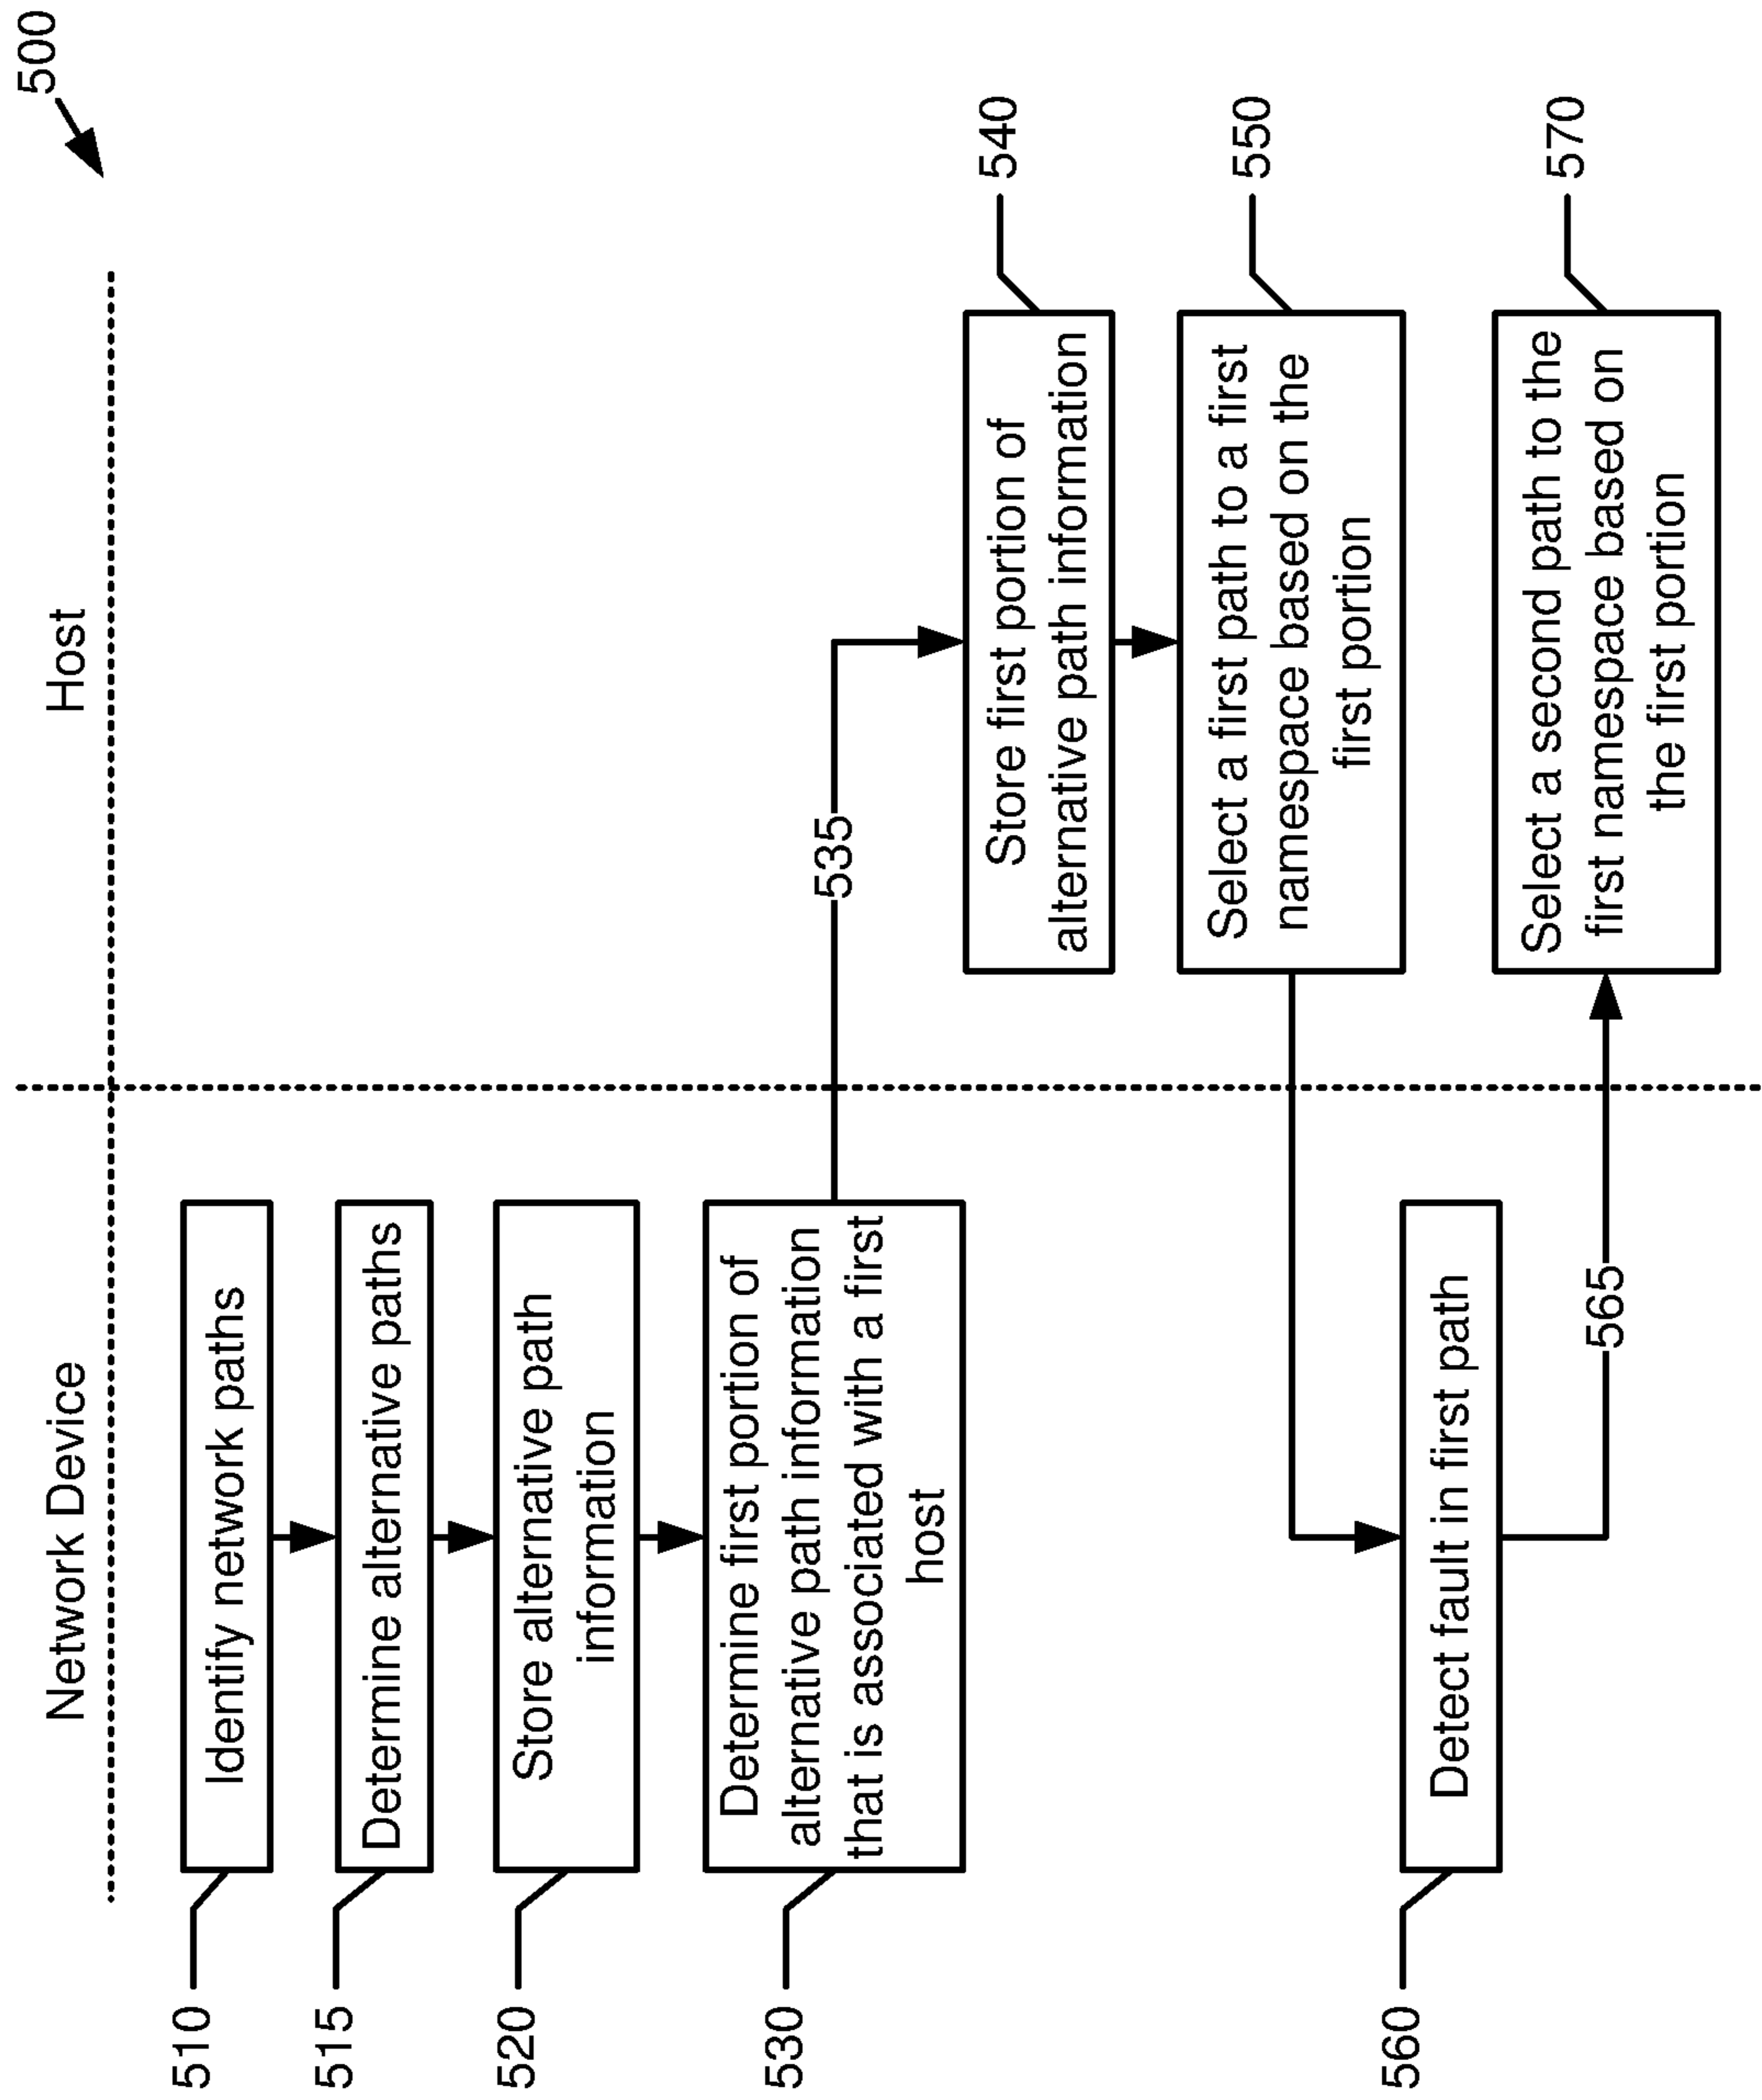 500
Network Device
Host
510
Identify network paths
515
Determine alternative paths
520
Store alternative path
information
530
Determine first portion of
alternative path information
that is associated with a first
host
535
540
Store first portion of
alternative path information
550
Select a first path to a first
namespace based on the
first portion
560
Detect fault in first path
565
570
Select a second path to the
first namespace based on
the first portion